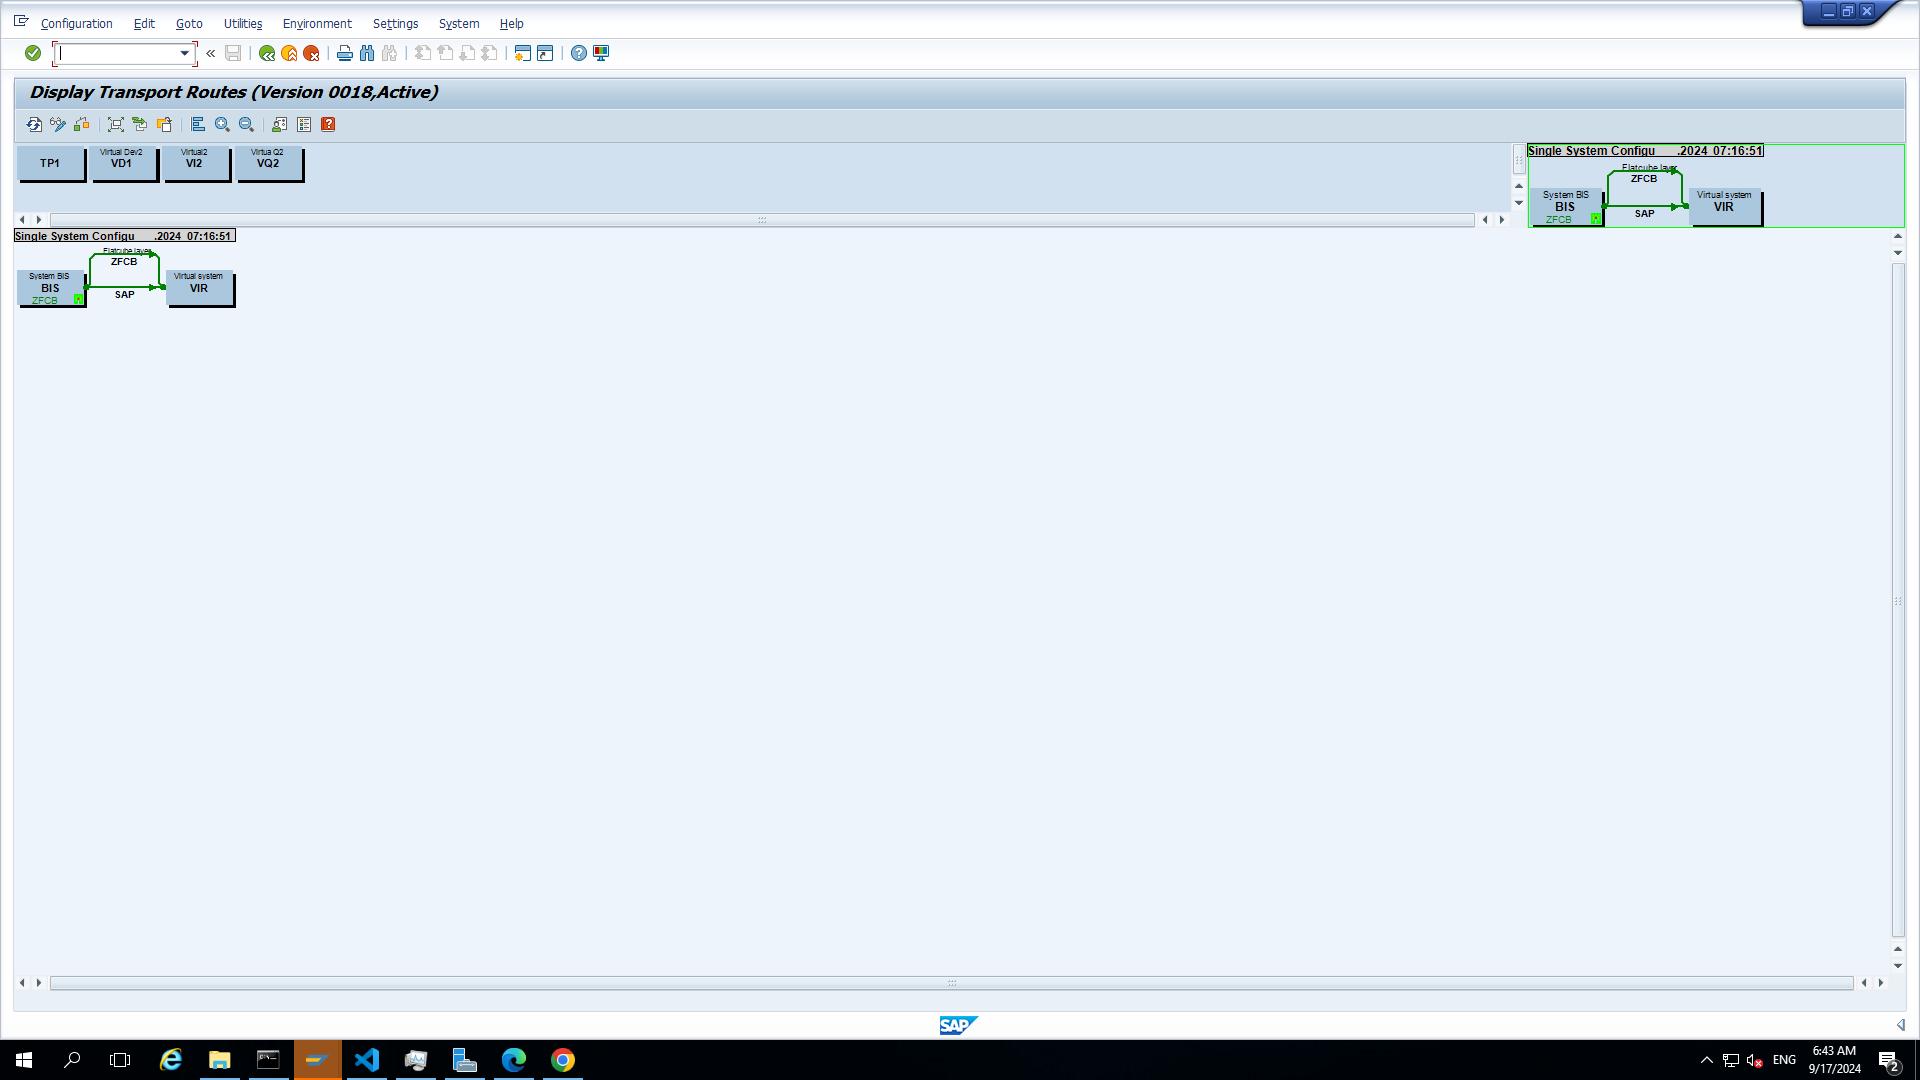 Configuration Edit Goto Utilities Environment Settings System Help
Display Transport Routes (Version 0018,Active)
TP1
Virtual Dev2
VD1
Virtual2
VI2
Virtua Q2
VQ2
Single System Configu .2024 07:16:51
Flatcube layer
ZFCB
System BIS
BIS
ZFCB
SAP
Virtual system
VIR
Single System Configu .2024 07:16:51
Flatcube layer
ZFCB
System BIS
BIS
ZFCB
SAP
Virtual system
VIR
SAP
ENG
6:43 AM
9/17/2024
2